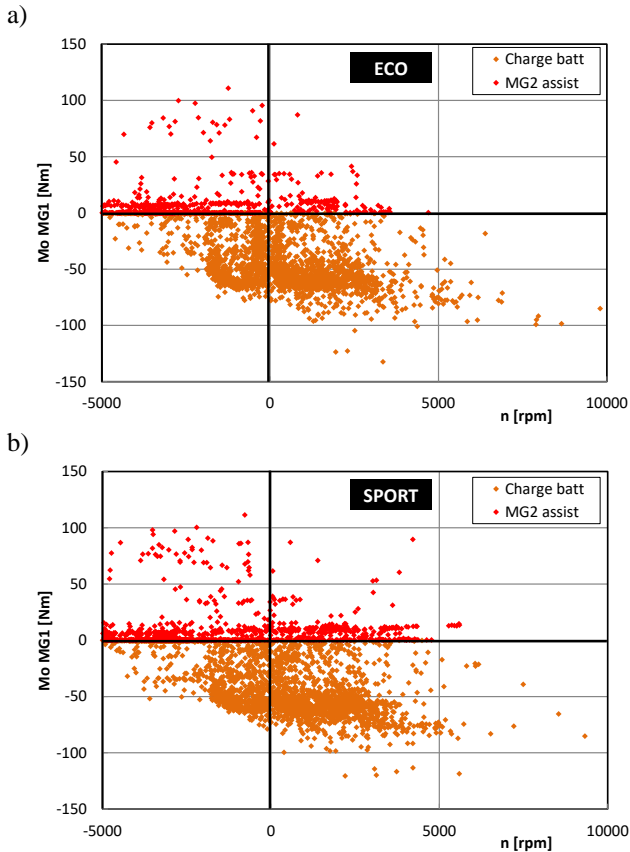 a)
150
100
50
0
-50
-100
-150
Mo MG1 [Nm]
ECO
Charge batt
MG2 assist
-5000 0 5000 10000
n [rpm]
b)
150
100
50
0
-50
-100
-150
Mo MG1 [Nm]
SPORT
Charge batt
MG2 assist
-5000 0 5000 10000
n [rpm]